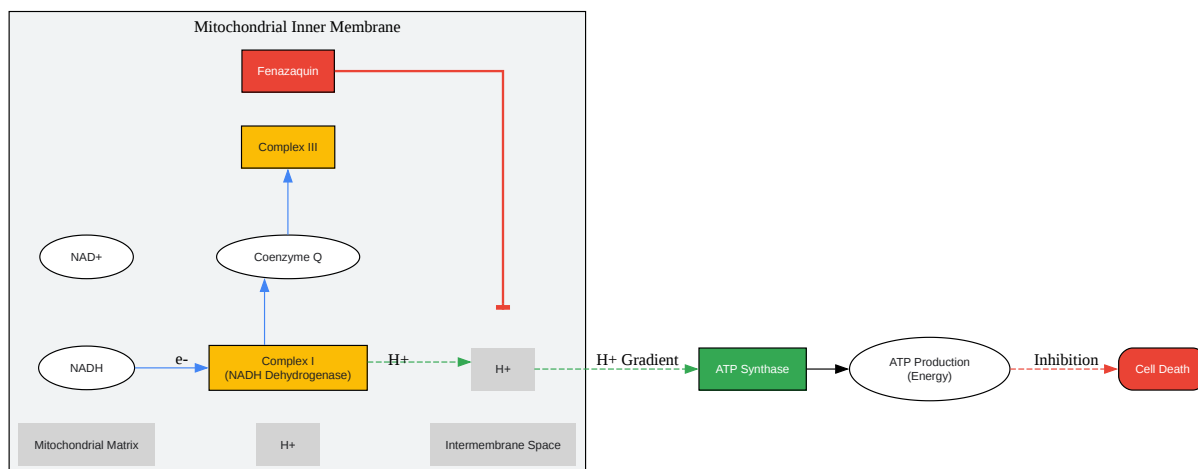 Mitochondrial Inner Membrane
Fenazaquin
Complex III
NAD+
Coenzyme Q
NADH
e-
Complex I
(NADH Dehydrogenase)
H+
H+
H+ Gradient
ATP Synthase
ATP Production
(Energy)
Inhibition
Cell Death
Mitochondrial Matrix
H+
Intermembrane Space